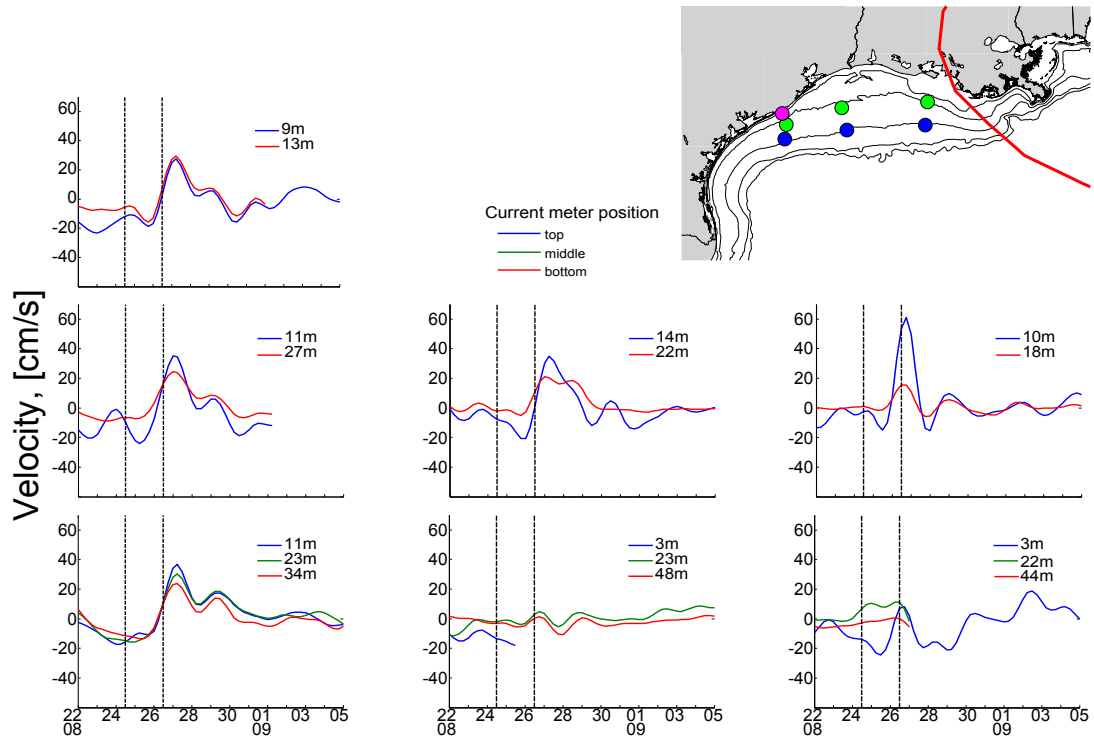 60
40
20
0
-20
-40
9m
13m
Current meter position
top
middle
bottom
Velocity, [cm/s]
60
40
20
0
-20
-40
11m
27m
60
40
20
0
-20
-40
14m
22m
60
40
20
0
-20
-40
10m
18m
60
40
20
0
-20
-40
11m
23m
34m
22 24 26 28 30 01 03 05
08 09
60
40
20
0
-20
-40
3m
23m
48m
22 24 26 28 30 01 03 05
08 09
60
40
20
0
-20
-40
3m
22m
44m
22 24 26 28 30 01 03 05
08 09